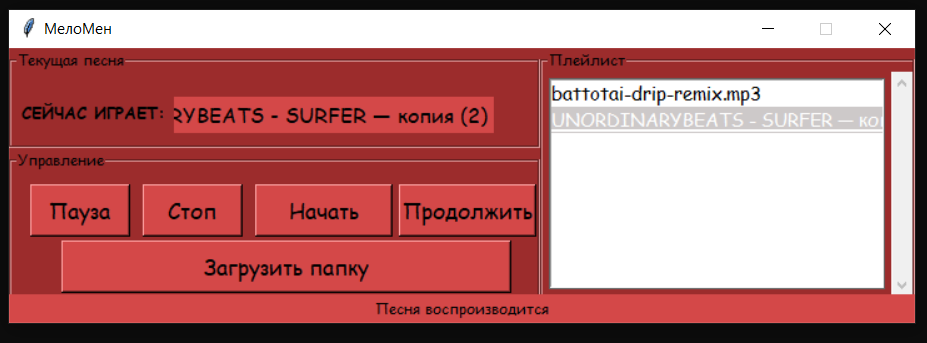 МелоМен
Текущая песня
СЕЙЧАС ИГРАЕТ: RYBEATS - SURFER — копия (2)
Управление
Пауза Стоп Начать Продолжить
Загрузить папку
Плейлист
battotai-drip-remix.mp3
UNORDINARYBEATS - SURFER — коп
Песня воспроизводится